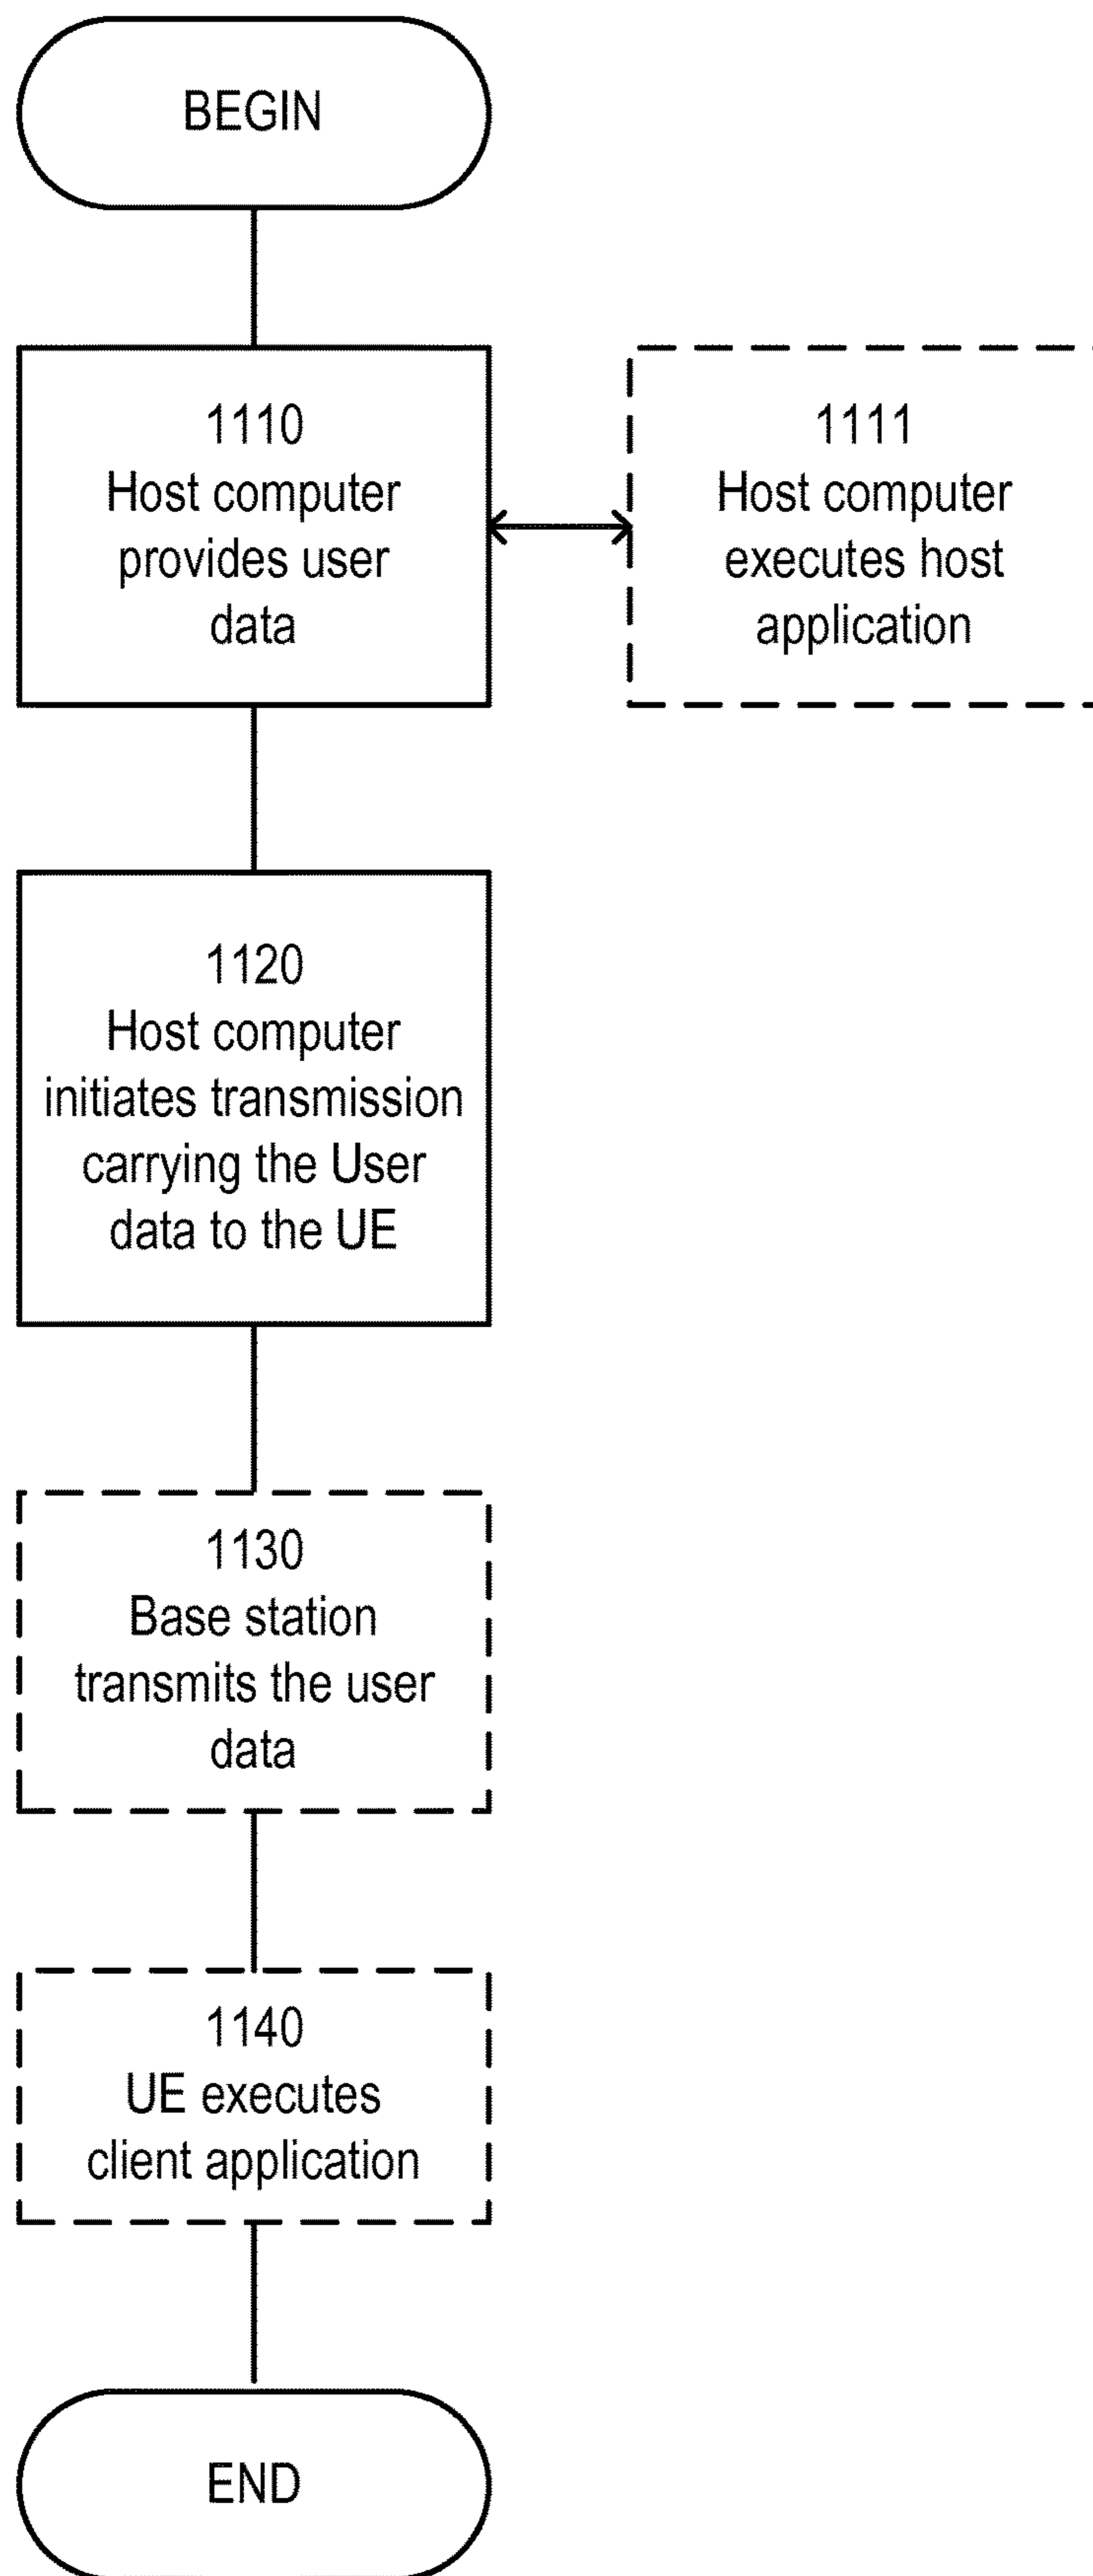 BEGIN
1110
Host computer
provides user
data
1111
Host computer
executes host
application
1120
Host computer
initiates transmission
carrying the User
data to the UE
1130
Base station
transmits the user
data
1140
UE executes
client application
END